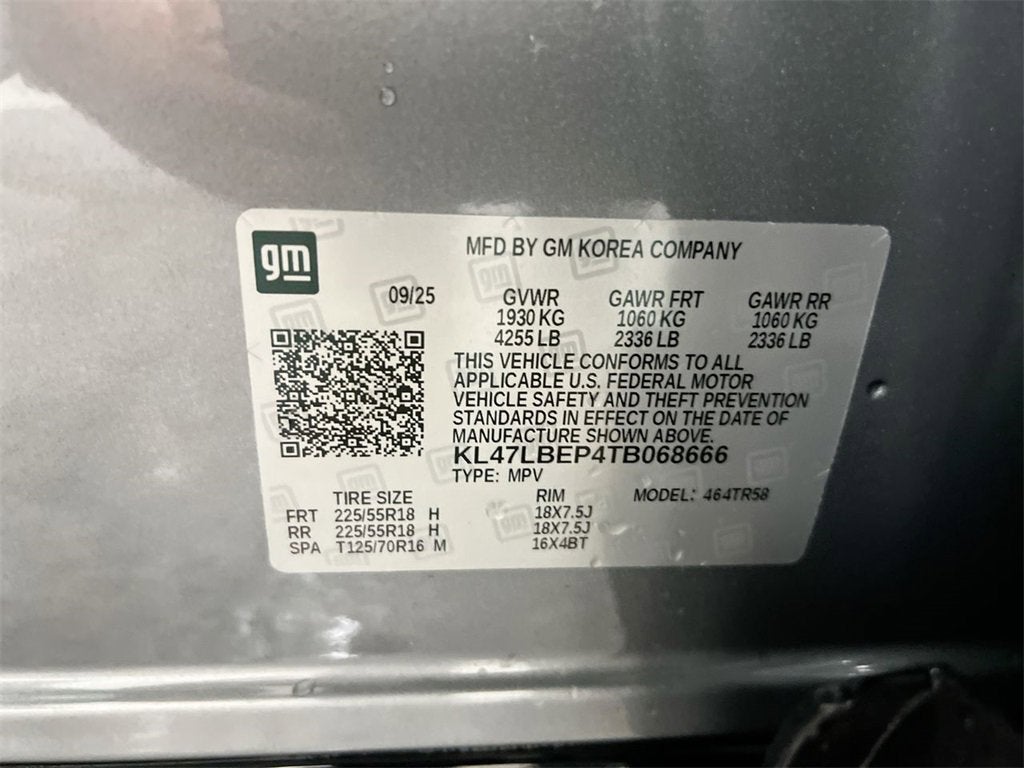 gm
MFD BY GM KOREA COMPANY
09/25 GVWR GAWR FRT GAWR RR
1930 KG 1060 KG 1060 KG
4255 LB 2336 LB 2336 LB
THIS VEHICLE CONFORMS TO ALL
APPLICABLE U.S. FEDERAL MOTOR
VEHICLE SAFETY AND THEFT PREVENTION
STANDARDS IN EFFECT ON THE DATE OF
MANUFACTURE SHOWN ABOVE.
KL47LBEP4TB068666
TYPE: MPV
TIRE SIZE RIM MODEL: 464TR58
FRT 225/55R18 H 18X7.5J
RR 225/55R18 H 18X7.5J
SPA T125/70R16 M 16X4BT